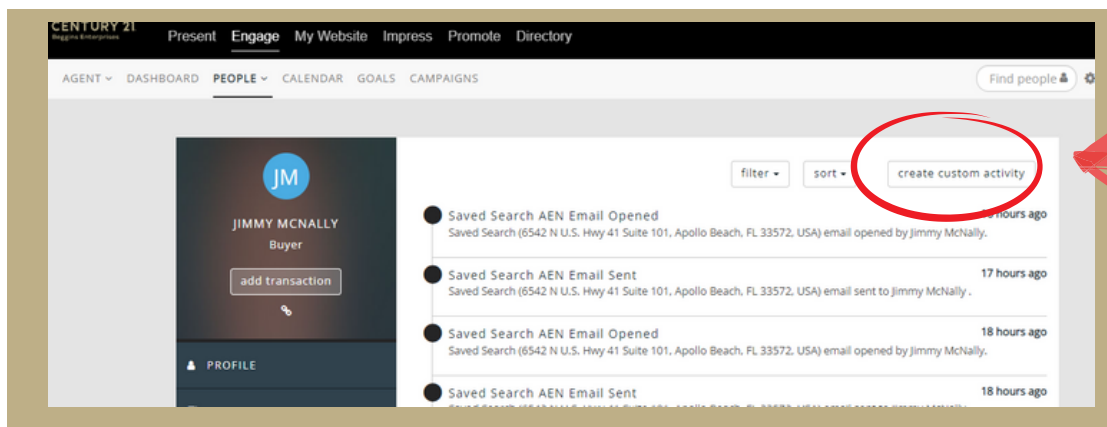 CENTURY 21
Beggins Enterprises
Present Engage My Website Impress Promote Directory
AGENT DASHBOARD PEOPLE CALENDAR GOALS CAMPAIGNS
Find people
JM
JIMMY MCNALLY
Buyer
add transaction
PROFILE
filter sort create custom activity
Saved Search AEN Email Opened hours ago
Saved Search (6542 N U.S. Hwy 41 Suite 101, Apollo Beach, FL 33572, USA) email opened by Jimmy McNally.
Saved Search AEN Email Sent 17 hours ago
Saved Search (6542 N U.S. Hwy 41 Suite 101, Apollo Beach, FL 33572, USA) email sent to Jimmy McNally .
Saved Search AEN Email Opened 18 hours ago
Saved Search (6542 N U.S. Hwy 41 Suite 101, Apollo Beach, FL 33572, USA) email opened by Jimmy McNally.
Saved Search AEN Email Sent 18 hours ago